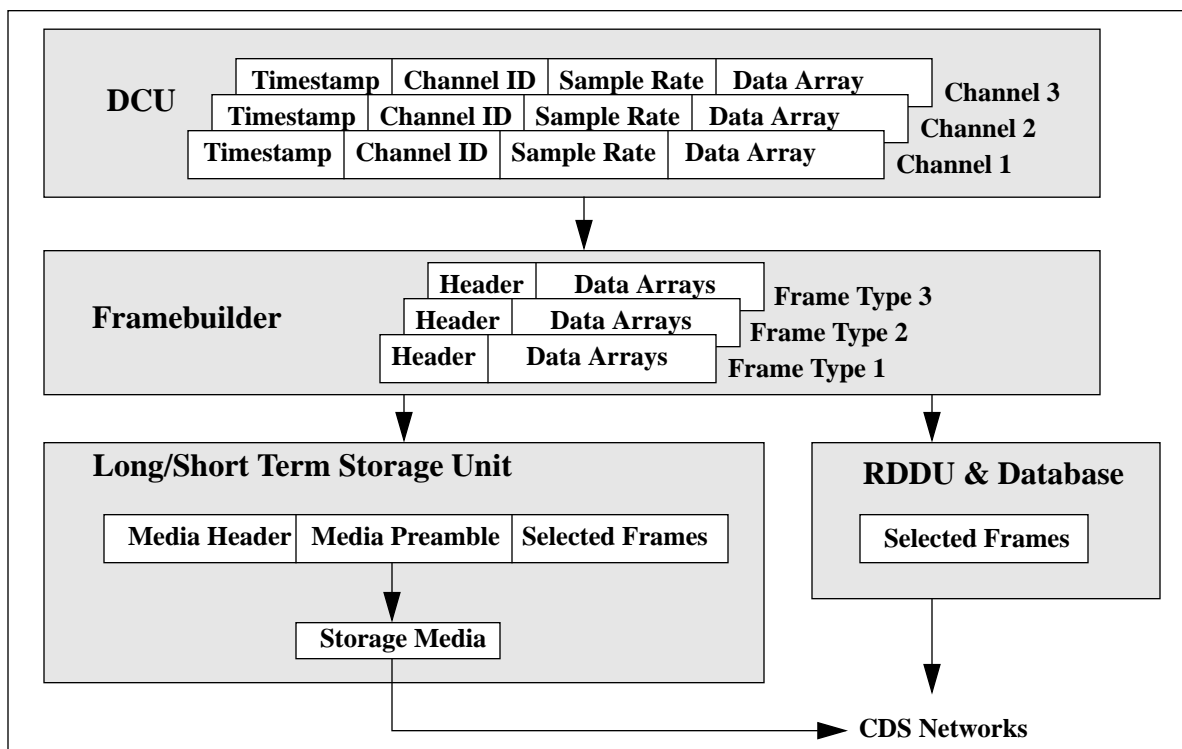 DCU
Timestamp Channel ID Sample Rate Data Array Channel 3
Timestamp Channel ID Sample Rate Data Array Channel 2
Timestamp Channel ID Sample Rate Data Array Channel 1
Framebuilder
Header Data Arrays Frame Type 3
Header Data Arrays Frame Type 2
Header Data Arrays Frame Type 1
Long/Short Term Storage Unit
Media Header Media Preamble Selected Frames
Storage Media
RDDU & Database
Selected Frames
CDS Networks